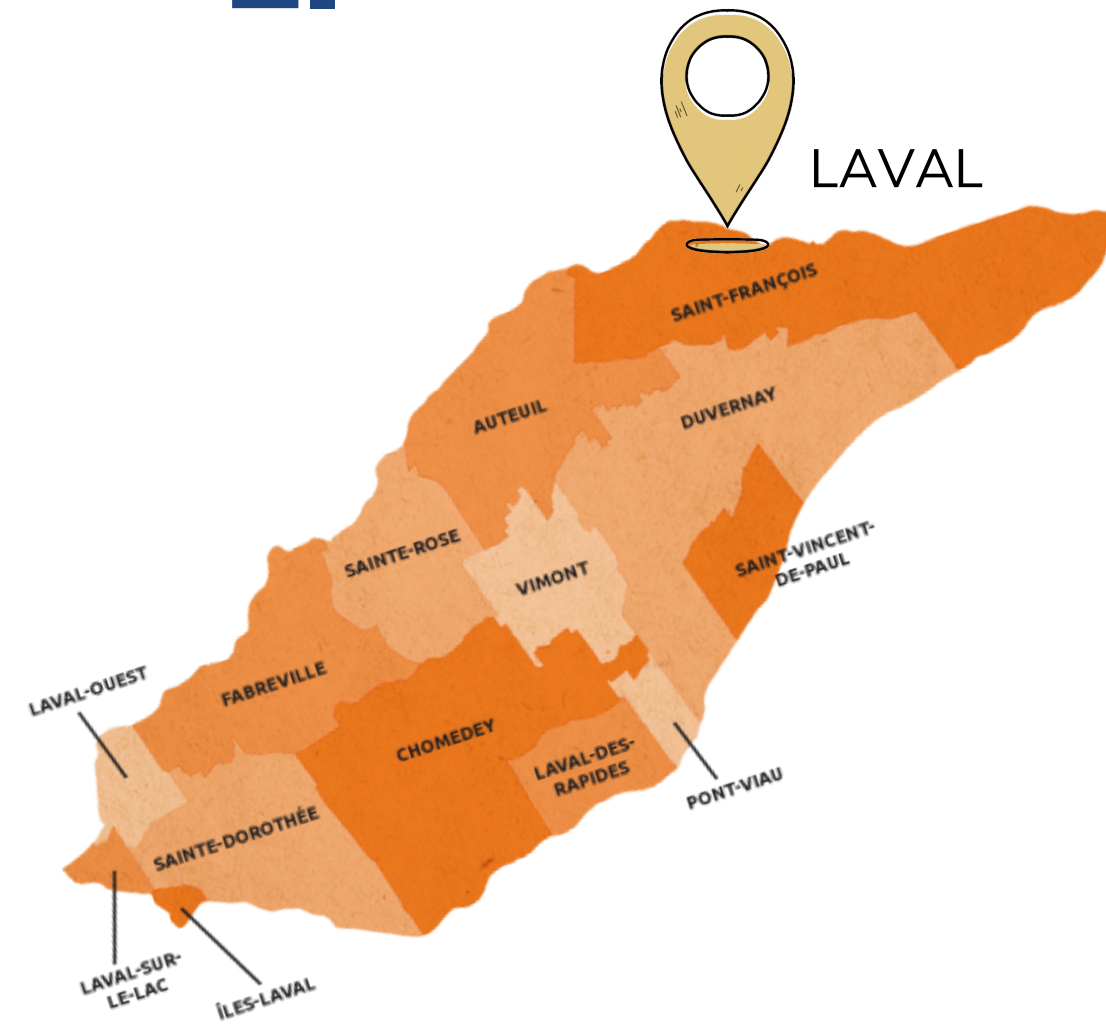 LAVAL
SAINT-FRANÇOIS
AUTEUIL
DUVERNAY
SAINTE-ROSE
VIMONT
SAINT-VINCENT-
DE-PAUL
LAVAL-OUEST
FABREVILLE
CHOMEDEY
LAVAL-DES-
RAPIDES
PONT-VIAU
SAINTE-DOROTHÉE
LAVAL-SUR-
LE-LAC
ÎLES-LAVAL